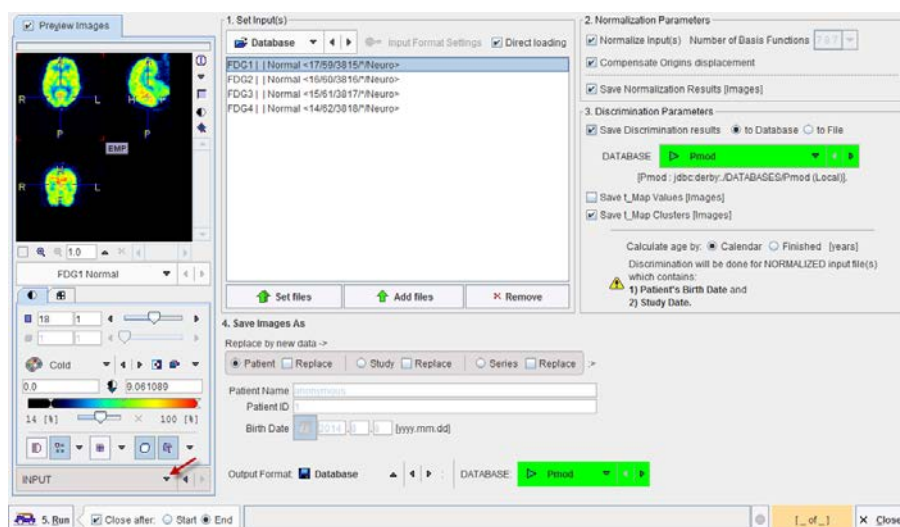 Preview Images
R
L
H
P
P
EMP
H
R
L
1.0
FDG1 Normal
18
1
1
1
Cold
0.0
9.061089
14 [%]
100 [%]
INPUT
1. Set Input(s)
Database
Input Format Settings
Direct loading
FDG1 | | Normal <17/59/3815/*/Neuro>
FDG2 | | Normal <16/60/3816/*/Neuro>
FDG3 | | Normal <15/61/3817/*/Neuro>
FDG4 | | Normal <14/62/3818/*/Neuro>
Set files
Add files
Remove
2. Normalization Parameters
Normalize Input(s) Number of Basis Functions
Compensate Origins displacement
Save Normalization Results [Images]
3. Discrimination Parameters
Save Discrimination results to Database to File
DATABASE Pmod
[Pmod : jdbc:derby:./DATABASES/Pmod (Local)].
Save t_Map Values [Images]
Save t_Map Clusters [Images]
Calculate age by: Calendar Finished [years]
Discrimination will be done for NORMALIZED input file(s)
which contains:
1) Patient's Birth Date and
2) Study Date.
4. Save Images As
Replace by new data ->
Patient Replace Study Replace Series Replace :>
Patient Name anonymous
Patient ID 1
Birth Date 2014 . 8 . [yyyy.mm.dd]
Output Format: Database DATABASE: Pmod
5. Run
Close after: Start End
[_ of _]
Close